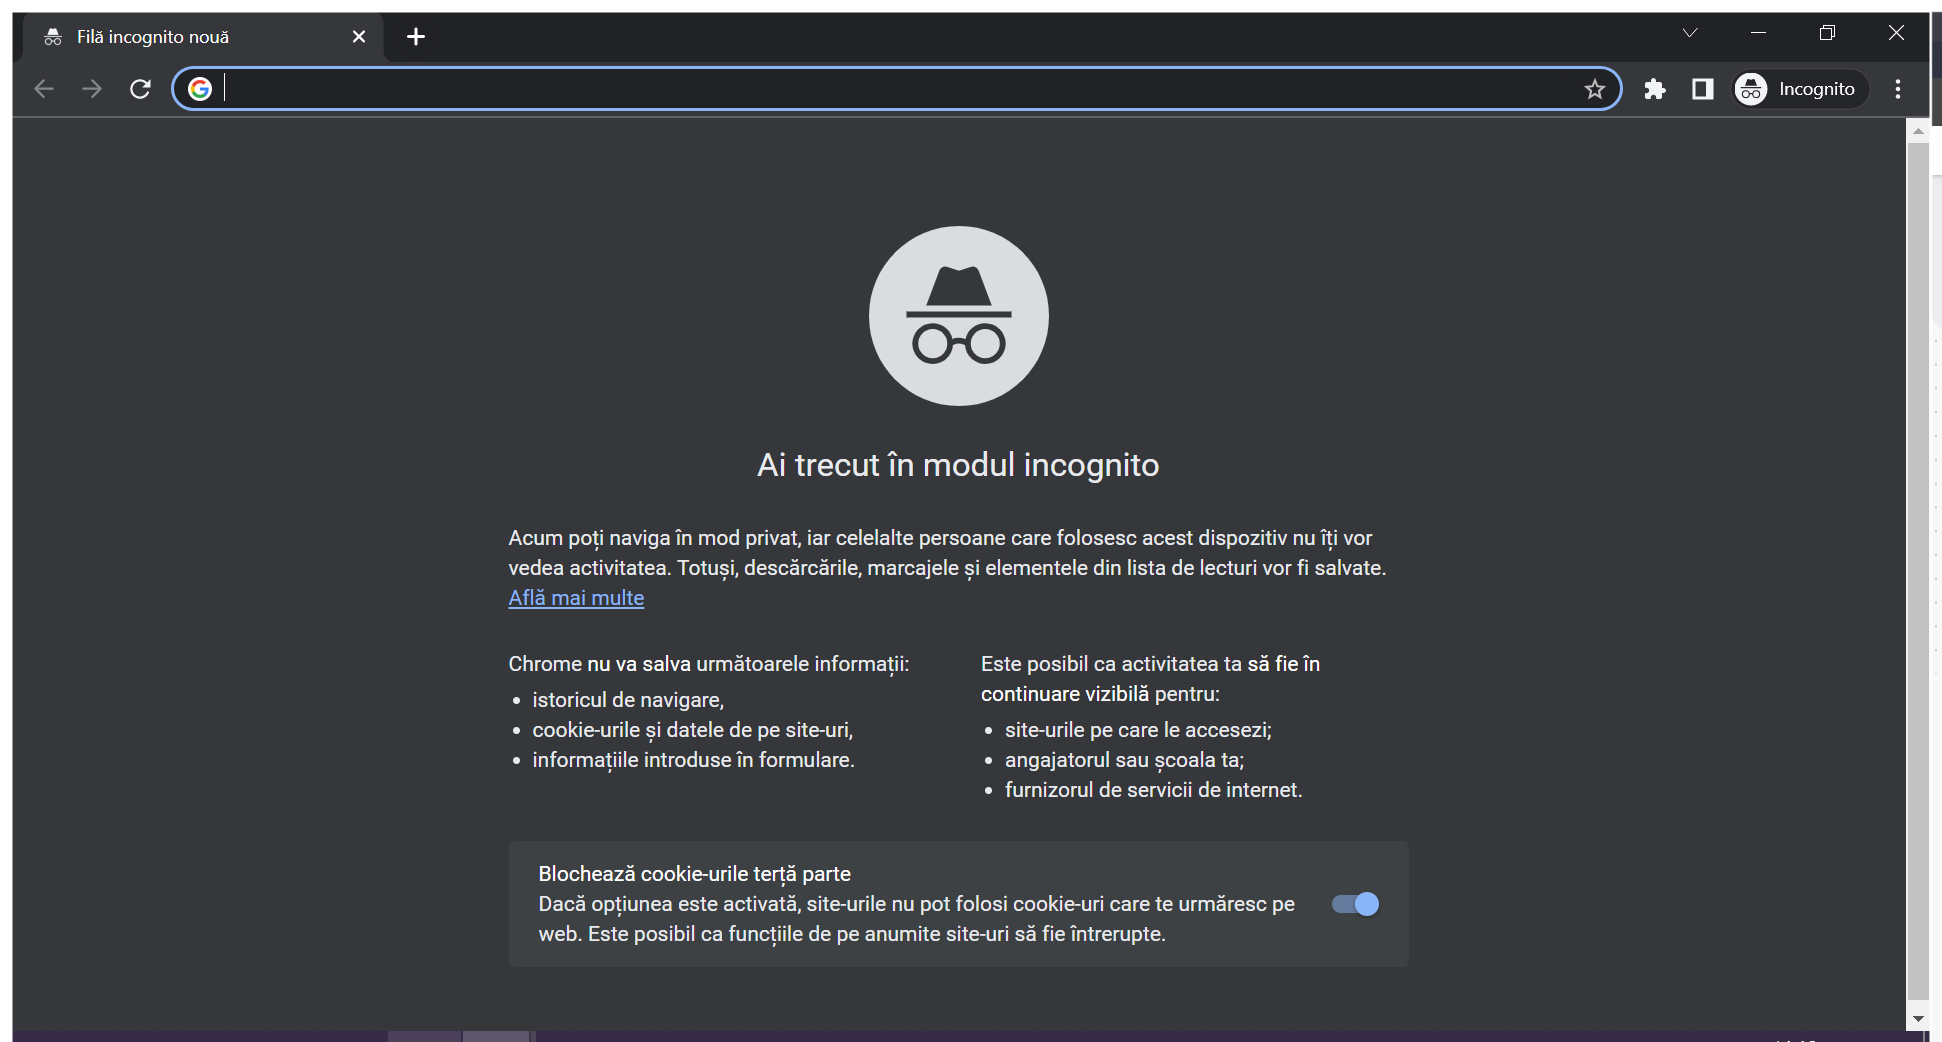 Filă incognito nouă
Incognito
Ai trecut în modul incognito
Acum poți naviga în mod privat, iar celelalte persoane care folosesc acest dispozitiv nu îți vor
vedea activitatea. Totuși, descărcările, marcajele și elementele din lista de lecturi vor fi salvate.
Află mai multe
Chrome nu va salva următoarele informații:
• istoricul de navigare,
• cookie-urile și datele de pe site-uri,
• informațiile introduse în formulare.
Este posibil ca activitatea ta să fie în
continuare vizibilă pentru:
• site-urile pe care le accesezi;
• angajatorul sau școala ta;
• furnizorul de servicii de internet.
Blochează cookie-urile terță parte
Dacă opțiunea este activată, site-urile nu pot folosi cookie-uri care te urmăresc pe
web. Este posibil ca funcțiile de pe anumite site-uri să fie întrerupte.